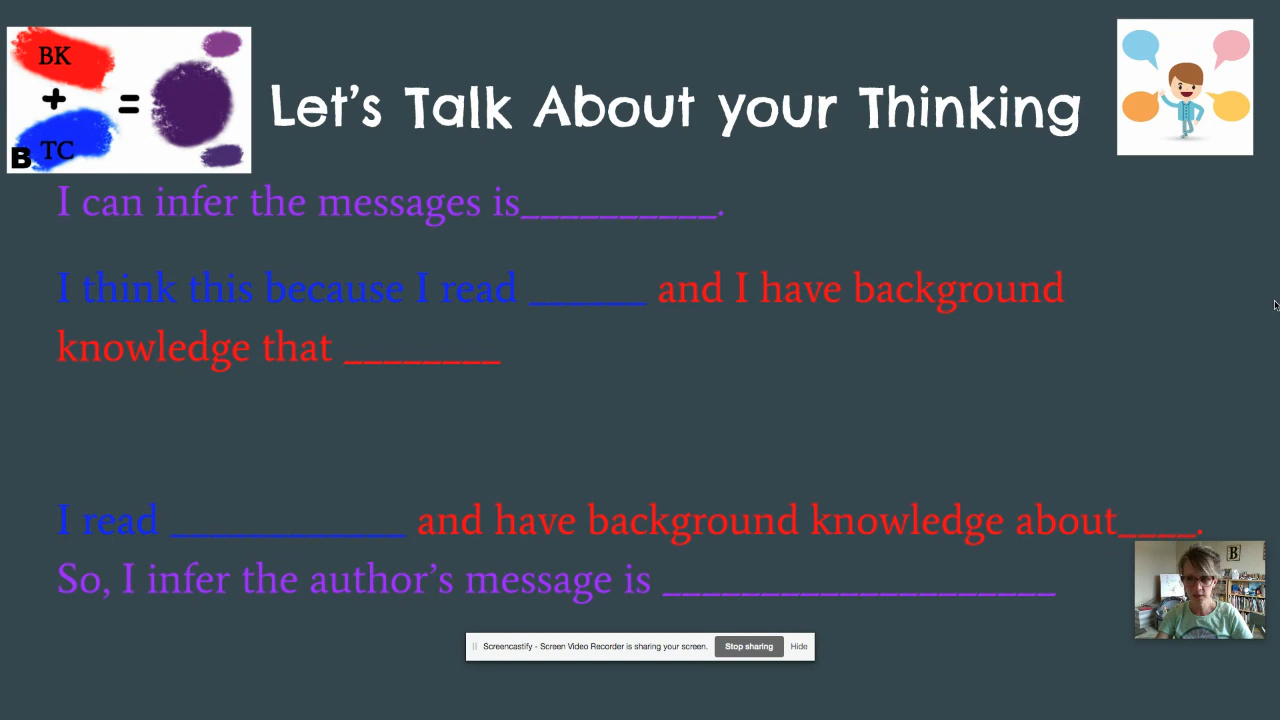 BK
+
=
B TC
Let's Talk About your Thinking
I can infer the messages is__________.
I think this because I read ______ and I have background
knowledge that ________
I read ____________ and have background knowledge about____.
So, I infer the author's message is ____________________
B
Screencastify - Screen Video Recorder is sharing your screen. Stop sharing Hide